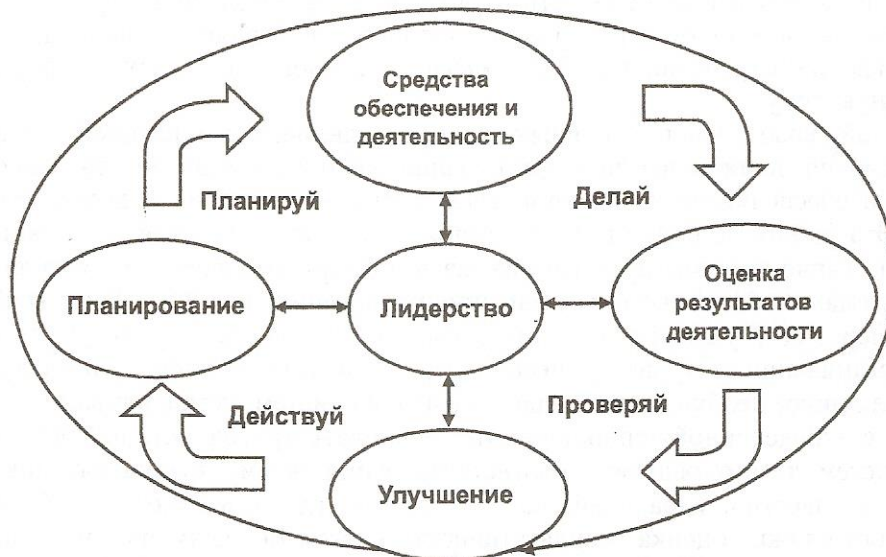 Средства
обеспечения и
деятельность
Планируй
Делай
Планирование
Лидерство
Оценка
результатов
деятельности
Действуй
Проверяй
Улучшение